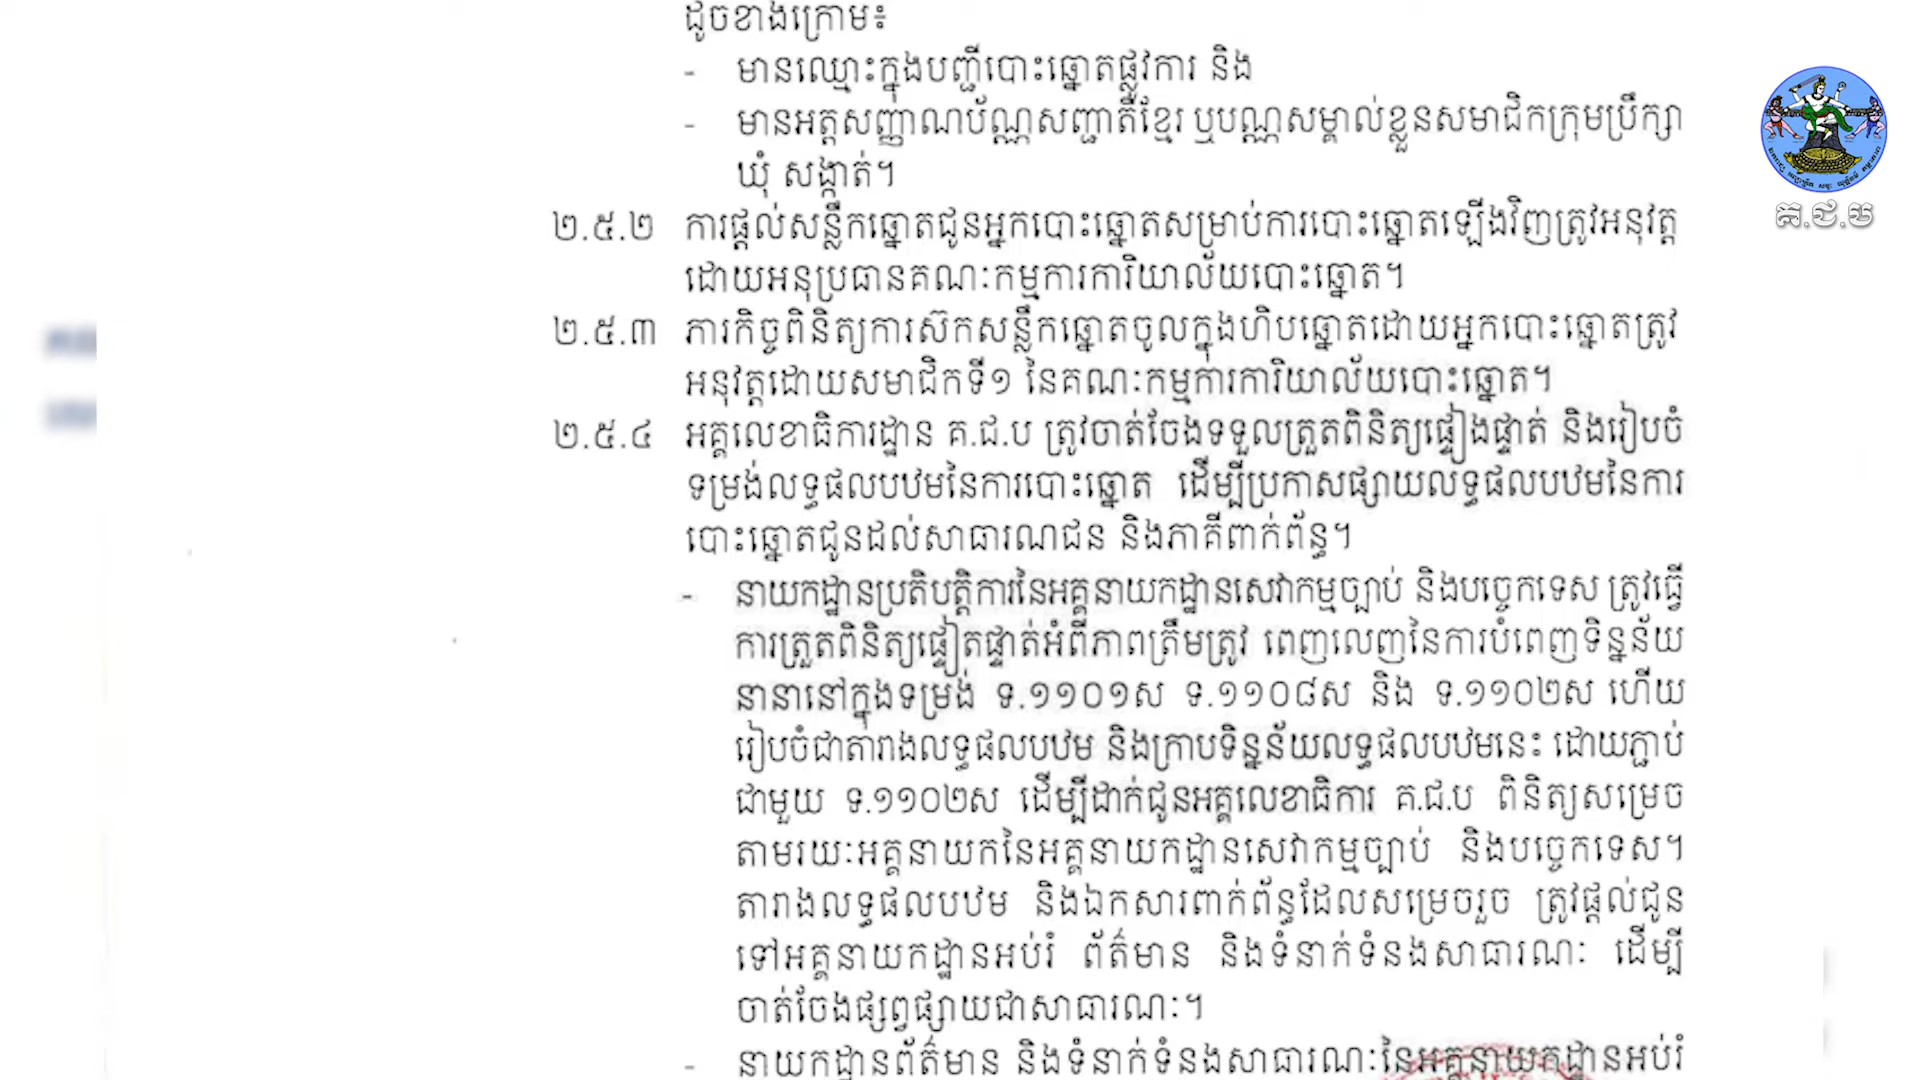 ដូចខាងក្រោម៖
- មានឈ្មោះក្នុងបញ្ជីបោះឆ្នោតផ្លូវការ និង
- មានអត្តសញ្ញាណប័ណ្ណសញ្ជាតិខ្មែរ ឬបណ្ណសម្គាល់ខ្លួនសមាជិកក្រុមប្រឹក្សា
ឃុំ សង្កាត់។
គ.ជ.ប
២.៥.២ ការផ្តល់សន្លឹកឆ្នោតជូនអ្នកបោះឆ្នោតសម្រាប់ការបោះឆ្នោតឡើងវិញត្រូវអនុវត្ត
ដោយអនុប្រធានគណៈកម្មការការិយាល័យបោះឆ្នោត។
២.៥.៣ ភារកិច្ចពិនិត្យការស៊កសន្លឹកឆ្នោតចូលក្នុងហិបឆ្នោតដោយអ្នកបោះឆ្នោតត្រូវ
អនុវត្តដោយសមាជិកទី១ នៃគណៈកម្មការការិយាល័យបោះឆ្នោត។
២.៥.៤ អគ្គលេខាធិការដ្ឋាន គ.ជ.ប ត្រូវចាត់ចែងទទួលត្រួតពិនិត្យផ្ទៀងផ្ទាត់ និងរៀបចំ
ទម្រង់លទ្ធផលបឋមនៃការបោះឆ្នោត ដើម្បីប្រកាសផ្សាយលទ្ធផលបឋមនៃការ
បោះឆ្នោតជូនដល់សាធារណជន និងភាគីពាក់ព័ន្ធ។
- នាយកដ្ឋានប្រតិបត្តិការនៃអគ្គនាយកដ្ឋានសេវាកម្មច្បាប់ និងបច្ចេកទេស ត្រូវធ្វើ
ការត្រួតពិនិត្យផ្ទៀតផ្ទាត់អំពីភាពត្រឹមត្រូវ ពេញលេញនៃការបំពេញទិន្នន័យ
នានានៅក្នុងទម្រង់ ទ.១១០១ស ទ.១១០៨ស និង ទ.១១០២ស ហើយ
រៀបចំជាតារាងលទ្ធផលបឋម និងក្រាបទិន្នន័យលទ្ធផលបឋមនេះ ដោយភ្ជាប់
ជាមួយ ទ.១១០២ស ដើម្បីដាក់ជូនអគ្គលេខាធិការ គ.ជ.ប ពិនិត្យសម្រេច
តាមរយៈអគ្គនាយកនៃអគ្គនាយកដ្ឋានសេវាកម្មច្បាប់ និងបច្ចេកទេស។
តារាងលទ្ធផលបឋម និងឯកសារពាក់ព័ន្ធដែលសម្រេចរួច ត្រូវផ្តល់ជូន
ទៅអគ្គនាយកដ្ឋានអប់រំ ព័ត៌មាន និងទំនាក់ទំនងសាធារណៈ ដើម្បី
ចាត់ចែងផ្សព្វផ្សាយជាសាធារណៈ។
- នាយកដ្ឋានព័ត៌មាន និងទំនាក់ទំនងសាធារណៈនៃអគ្គនាយកដ្ឋានអប់រំ